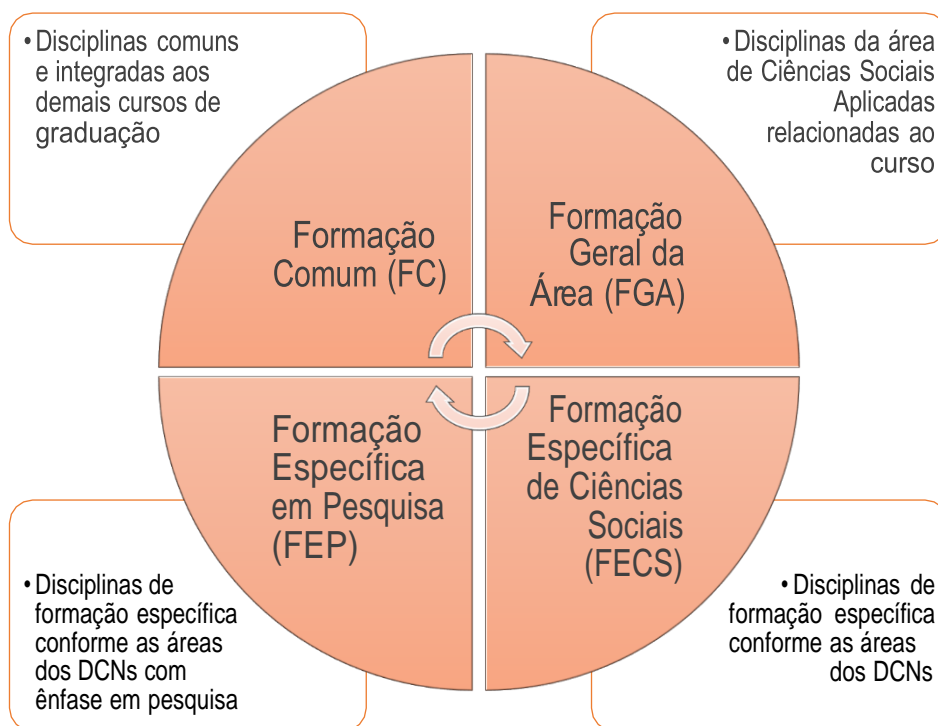 • Disciplinas comuns
e integradas aos
demais cursos de
graduação
• Disciplinas da área
de Ciências Sociais
Aplicadas
relacionadas ao
curso
Formação
Comum (FC)
Formação
Geral da
Área (FGA)
Formação
Específica
em Pesquisa
(FEP)
Formação
Específica
de Ciências
Sociais
(FECS)
• Disciplinas de
formação específica
conforme as áreas
dos DCNs com
ênfase em pesquisa
• Disciplinas de
formação específica
conforme as áreas
dos DCNs